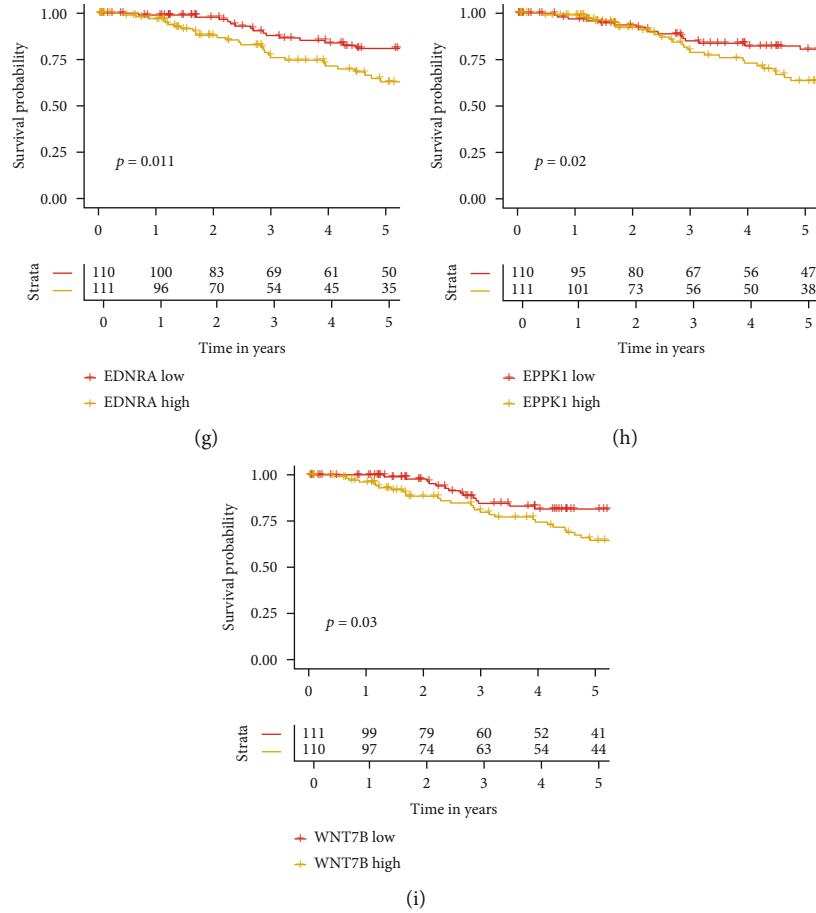 1.00
0.75
0.50
0.25
0.00
Survival probability
p = 0.011
0 1 2 3 4 5
Strata
110 100 83 69 61 50
111 96 70 54 45 35
0 1 2 3 4 5
Time in years
EDNRA low
EDNRA high
(g)
1.00
0.75
0.50
0.25
0.00
Survival probability
p = 0.02
0 1 2 3 4 5
Strata
110 95 80 67 56 47
111 101 73 56 50 38
0 1 2 3 4 5
Time in years
EPPK1 low
EPPK1 high
(h)
1.00
0.75
0.50
0.25
0.00
Survival probability
p = 0.03
0 1 2 3 4 5
Strata
111 99 79 60 52 41
110 97 74 63 54 44
0 1 2 3 4 5
Time in years
WNT7B low
WNT7B high
(i)